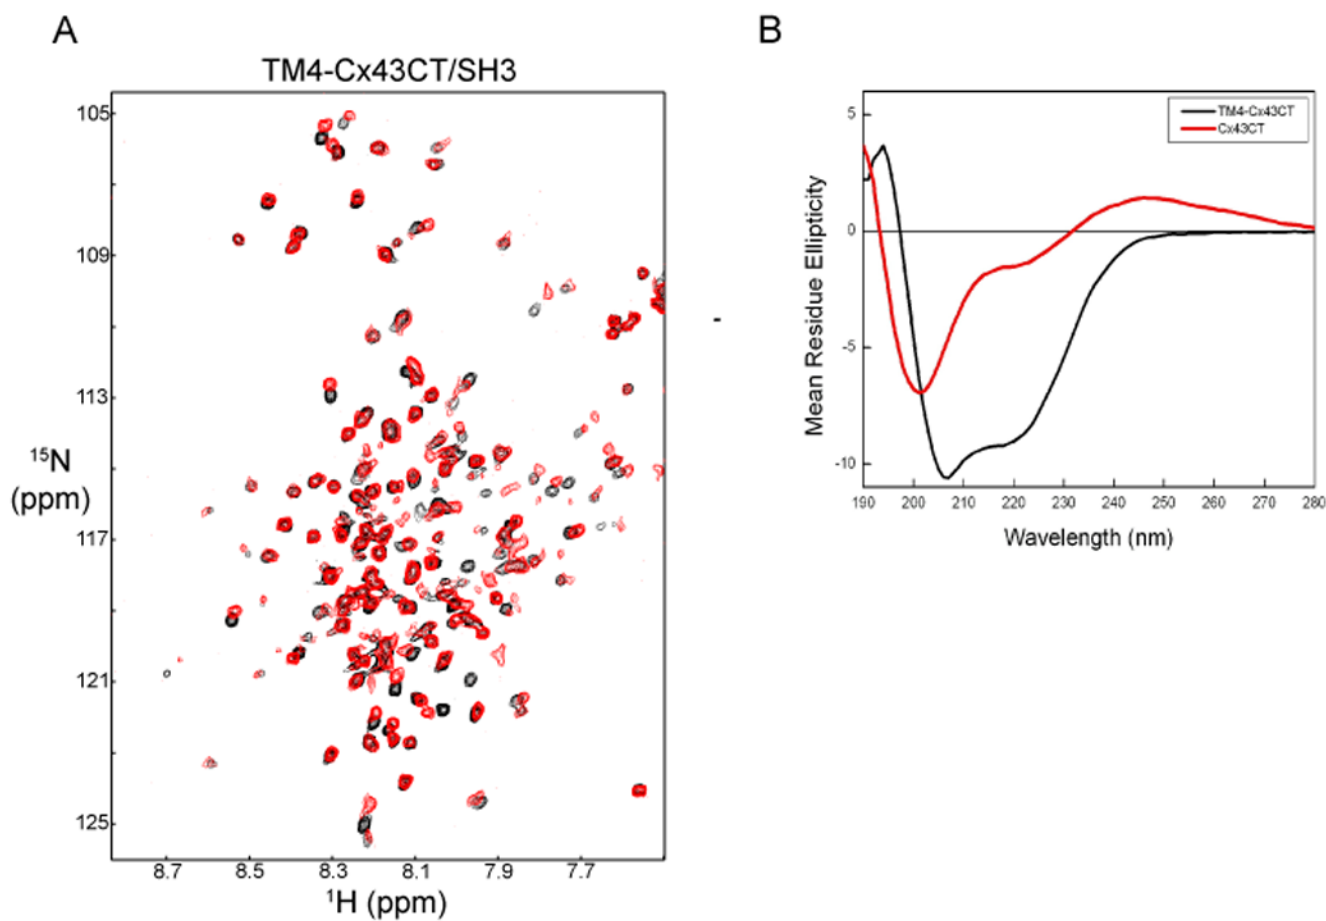 A
TM4-Cx43CT/SH3
105
109
113
117
121
125
15N
(ppm)
8.7 8.5 8.3 8.1 7.9 7.7
1H (ppm)
B
5
0
-5
-10
Mean Residue Ellipticity
TM4-Cx43CT
Cx43CT
190 200 210 220 230 240 250 260 270 280
Wavelength (nm)
-